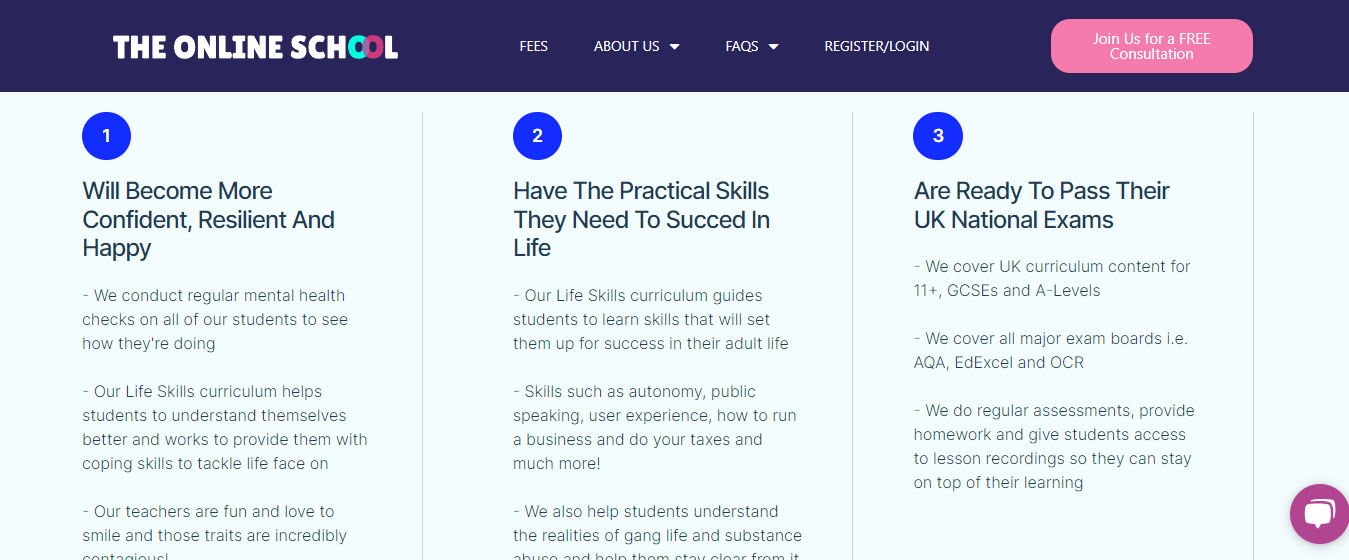 THE ONLINE SCHOOL
FEES
ABOUT US
FAQS
REGISTER/LOGIN
Join Us for a FREE
Consultation
1
Will Become More
Confident, Resilient And
Happy
- We conduct regular mental health
checks on all of our students to see
how they're doing
- Our Life Skills curriculum helps
students to understand themselves
better and works to provide them with
coping skills to tackle life face on
- Our teachers are fun and love to
smile and those traits are incredibly
contagious!
2
Have The Practical Skills
They Need To Succed In
Life
- Our Life Skills curriculum guides
students to learn skills that will set
them up for success in their adult life
- Skills such as autonomy, public
speaking, user experience, how to run
a business and do your taxes and
much more!
- We also help students understand
the realities of gang life and substance
abuse and help them stay clear from it
3
Are Ready To Pass Their
UK National Exams
- We cover UK curriculum content for
11+, GCSEs and A-Levels
- We cover all major exam boards i.e.
AQA, EdExcel and OCR
- We do regular assessments, provide
homework and give students access
to lesson recordings so they can stay
on top of their learning